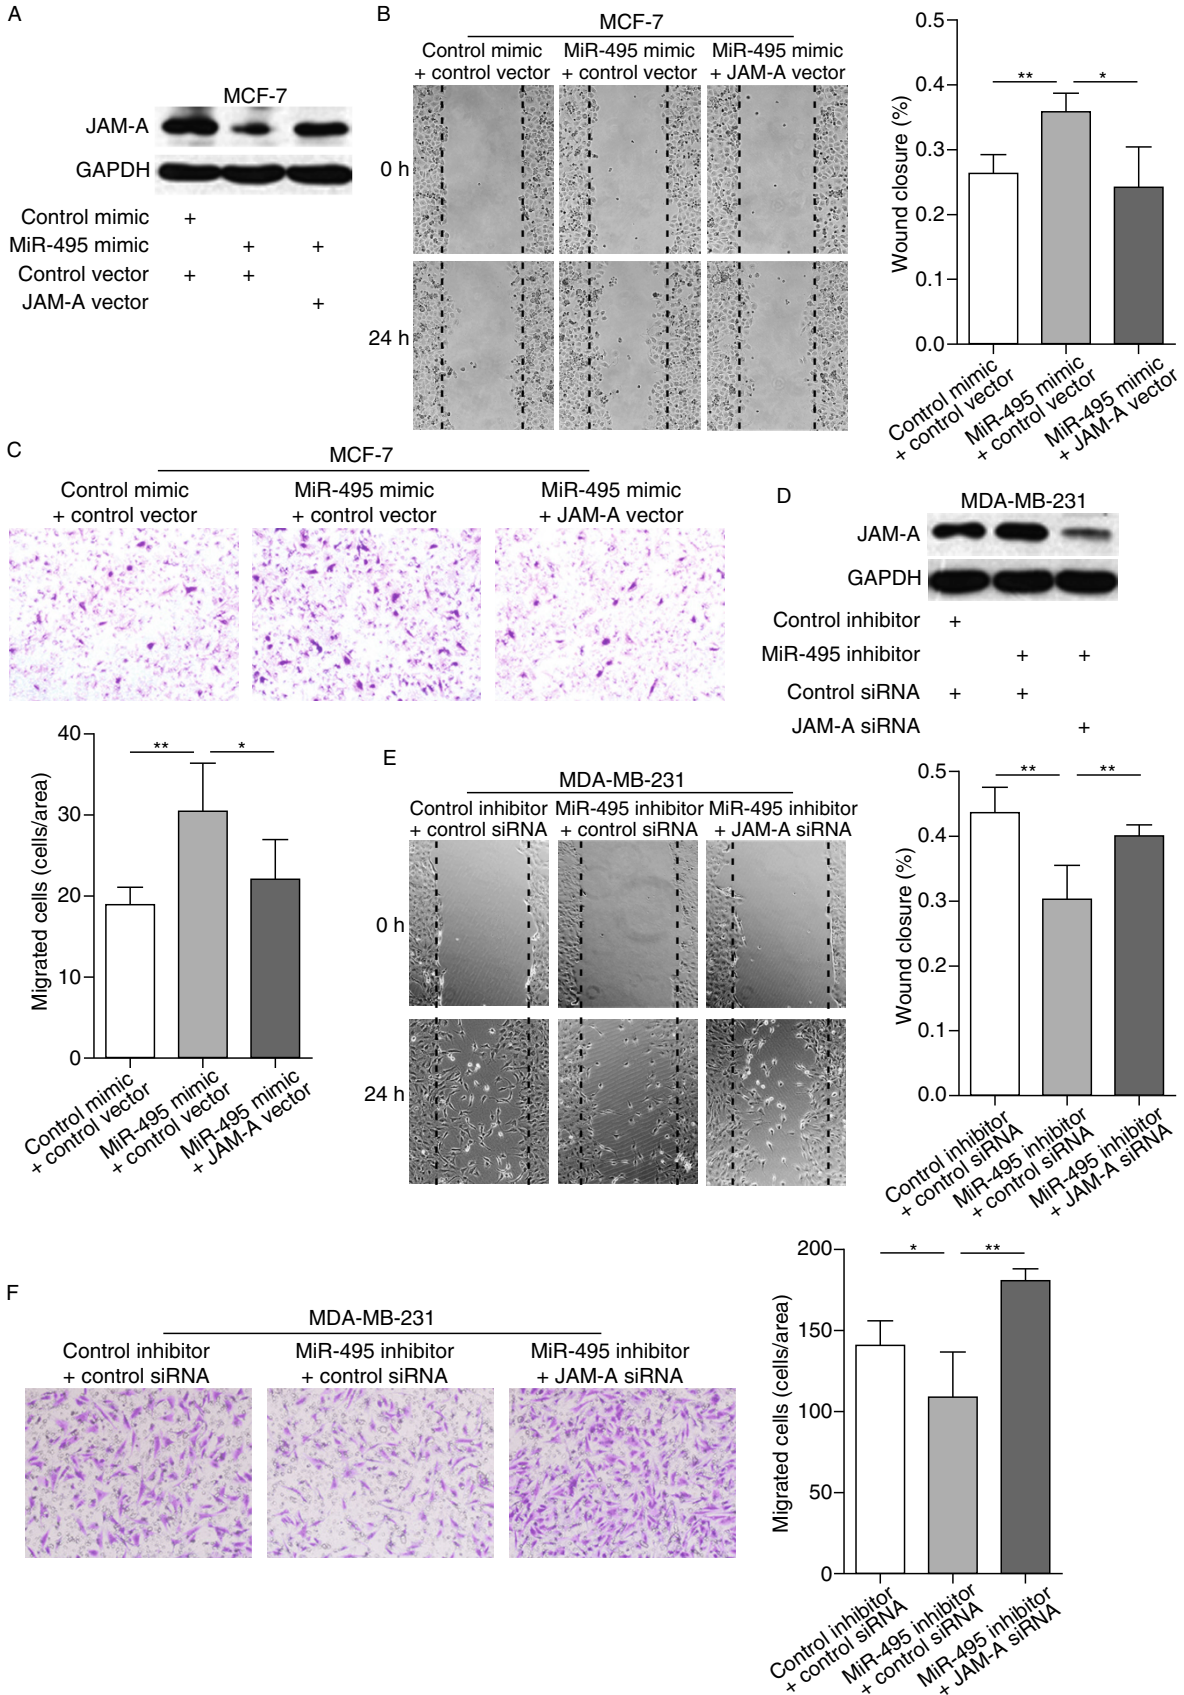 A
MCF-7
JAM-A
GAPDH
Control mimic +
MiR-495 mimic + +
Control vector + +
JAM-A vector +
B
MCF-7
Control mimic
+ control vector
MiR-495 mimic
+ control vector
MiR-495 mimic
+ JAM-A vector
0 h
24 h
0.5
0.4
0.3
0.2
0.1
0.0
Wound closure (%)
** *
Control mimic
+ control vector
MiR-495 mimic
+ control vector
MiR-495 mimic
+ JAM-A vector
C
MCF-7
Control mimic
+ control vector
MiR-495 mimic
+ control vector
MiR-495 mimic
+ JAM-A vector
40
30
20
10
0
Migrated cells (cells/area)
** *
Control mimic
+ control vector
MiR-495 mimic
+ control vector
MiR-495 mimic
+ JAM-A vector
D
MDA-MB-231
JAM-A
GAPDH
Control inhibitor +
MiR-495 inhibitor + +
Control siRNA + +
JAM-A siRNA +
E
MDA-MB-231
Control inhibitor
+ control siRNA
MiR-495 inhibitor
+ control siRNA
MiR-495 inhibitor
+ JAM-A siRNA
0 h
24 h
0.5
0.4
0.3
0.2
0.1
0.0
Wound closure (%)
** **
Control inhibitor
+ control siRNA
MiR-495 inhibitor
+ control siRNA
MiR-495 inhibitor
+ JAM-A siRNA
F
MDA-MB-231
Control inhibitor
+ control siRNA
MiR-495 inhibitor
+ control siRNA
MiR-495 inhibitor
+ JAM-A siRNA
200
150
100
50
0
Migrated cells (cells/area)
* **
Control inhibitor
+ control siRNA
MiR-495 inhibitor
+ control siRNA
MiR-495 inhibitor
+ JAM-A siRNA